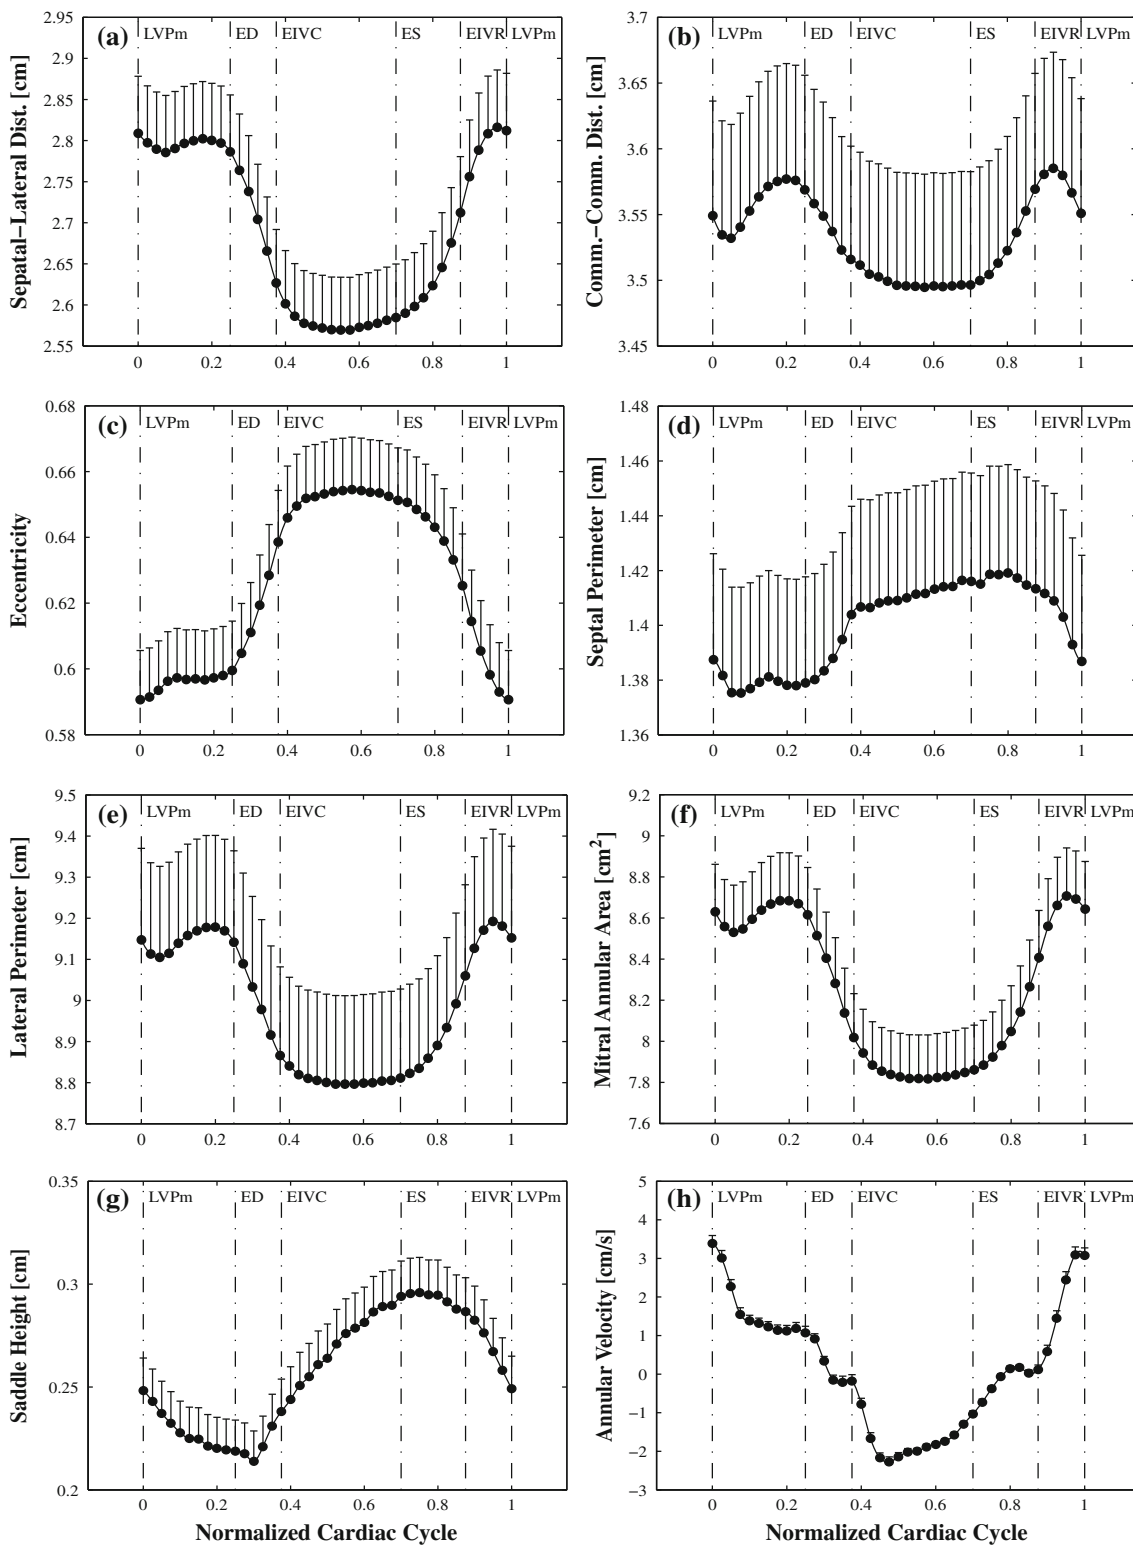 (a)
LVPm ED EIVC ES EIVR LVPm
Sepatal-Lateral Dist. [cm]
2.95
2.9
2.85
2.8
2.75
2.7
2.65
2.6
2.55
0 0.2 0.4 0.6 0.8 1
(b)
LVPm ED EIVC ES EIVR LVPm
Comm.-Comm. Dist. [cm]
3.7
3.65
3.6
3.55
3.5
3.45
0 0.2 0.4 0.6 0.8 1
(c)
LVPm ED EIVC ES EIVR LVPm
Eccentricity
0.68
0.66
0.64
0.62
0.6
0.58
0 0.2 0.4 0.6 0.8 1
(d)
LVPm ED EIVC ES EIVR LVPm
Septal Perimeter [cm]
1.48
1.46
1.44
1.42
1.4
1.38
1.36
0 0.2 0.4 0.6 0.8 1
(e)
LVPm ED EIVC ES EIVR LVPm
Lateral Perimeter [cm]
9.5
9.4
9.3
9.2
9.1
9
8.9
8.8
8.7
0 0.2 0.4 0.6 0.8 1
(f)
LVPm ED EIVC ES EIVR LVPm
Mitral Annular Area [cm²]
9.2
9
8.8
8.6
8.4
8.2
8
7.8
7.6
0 0.2 0.4 0.6 0.8 1
(g)
LVPm ED EIVC ES EIVR LVPm
Saddle Height [cm]
0.35
0.3
0.25
0.2
0 0.2 0.4 0.6 0.8 1
Normalized Cardiac Cycle
(h)
LVPm ED EIVC ES EIVR LVPm
Annular Velocity [cm/s]
5
4
3
2
1
0
−1
−2
−3
0 0.2 0.4 0.6 0.8 1
Normalized Cardiac Cycle